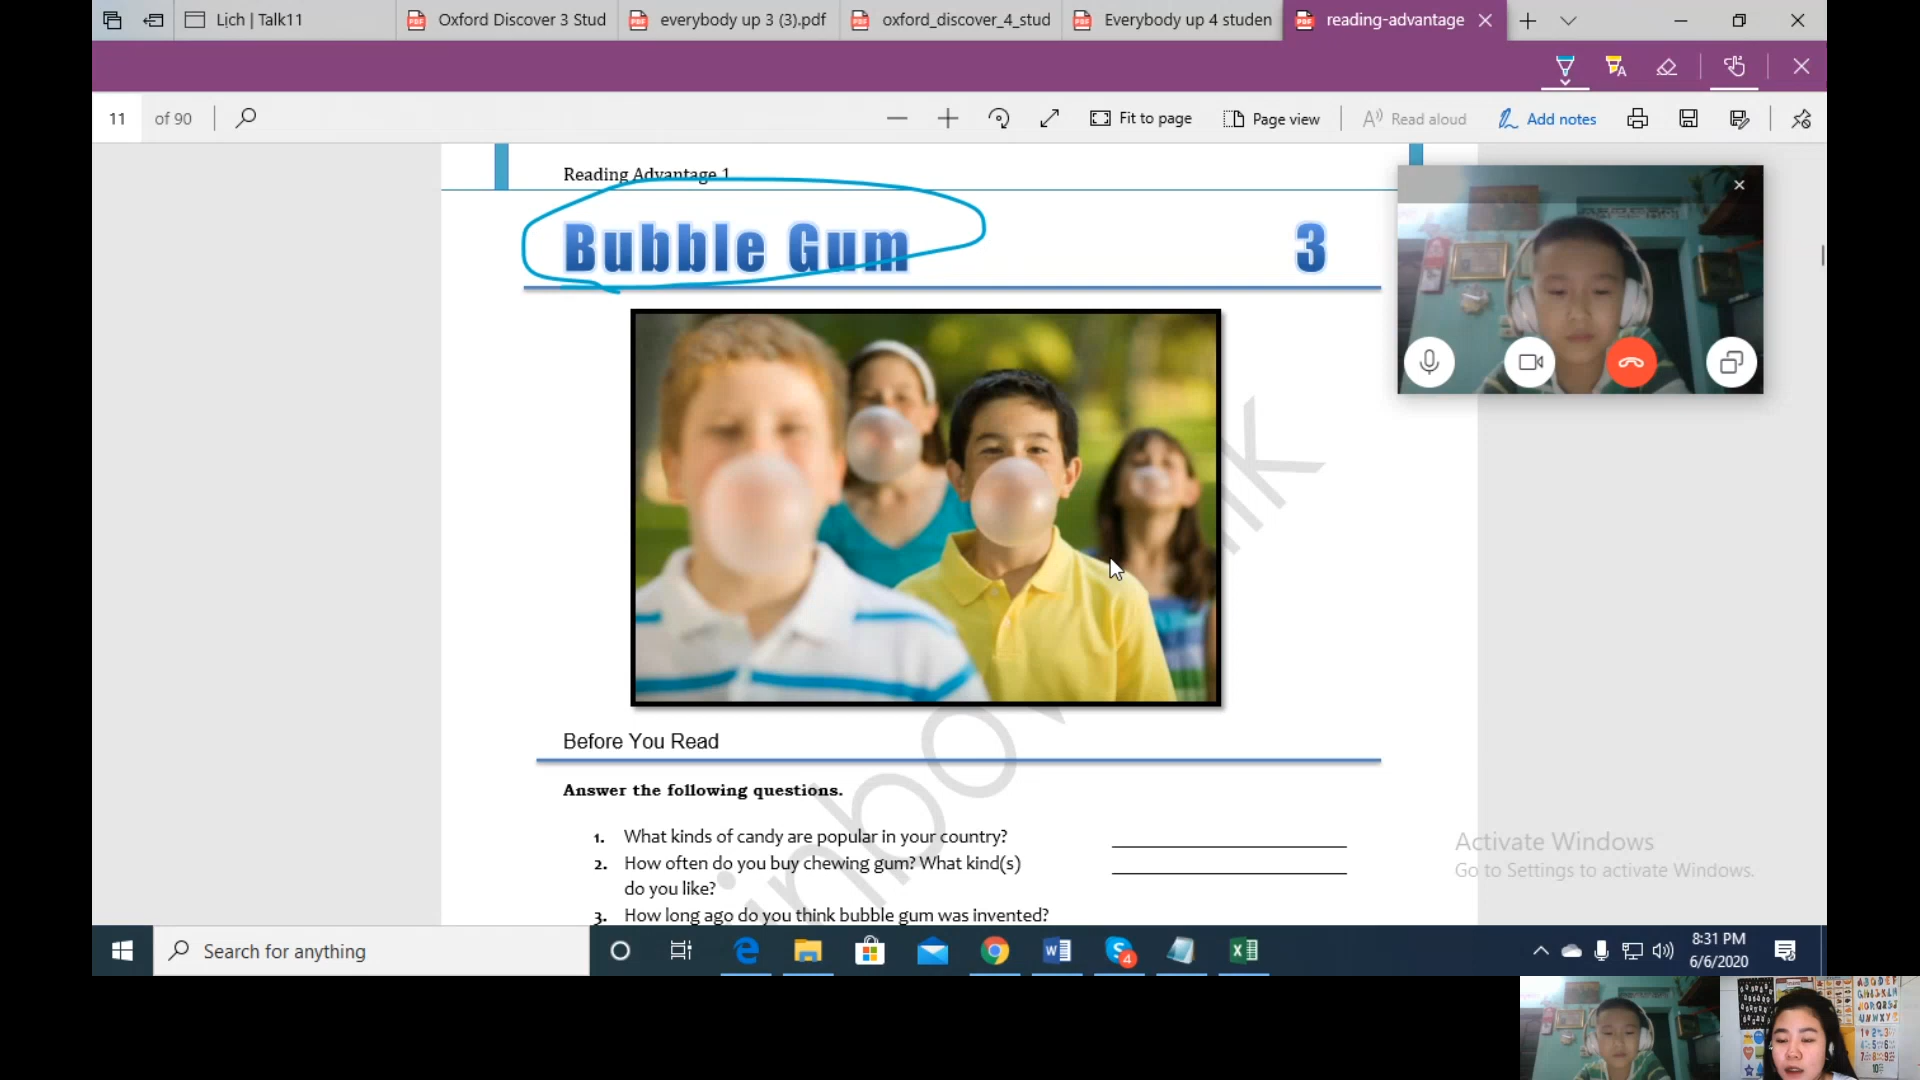 Lịch | Talk11
Oxford Discover 3 Stud
everybody up 3 (3).pdf
oxford_discover_4_stud
Everybody up 4 studen
reading-advantage
11 of 90
Fit to page
Page view
Read aloud
Add notes
Reading Advantage 1
Bubble Gum 3
Before You Read
Answer the following questions.
1. What kinds of candy are popular in your country?
2. How often do you buy chewing gum? What kind(s)
do you like?
3. How long ago do you think bubble gum was invented?
Activate Windows
Go to Settings to activate Windows.
Search for anything
4
8:31 PM
6/6/2020